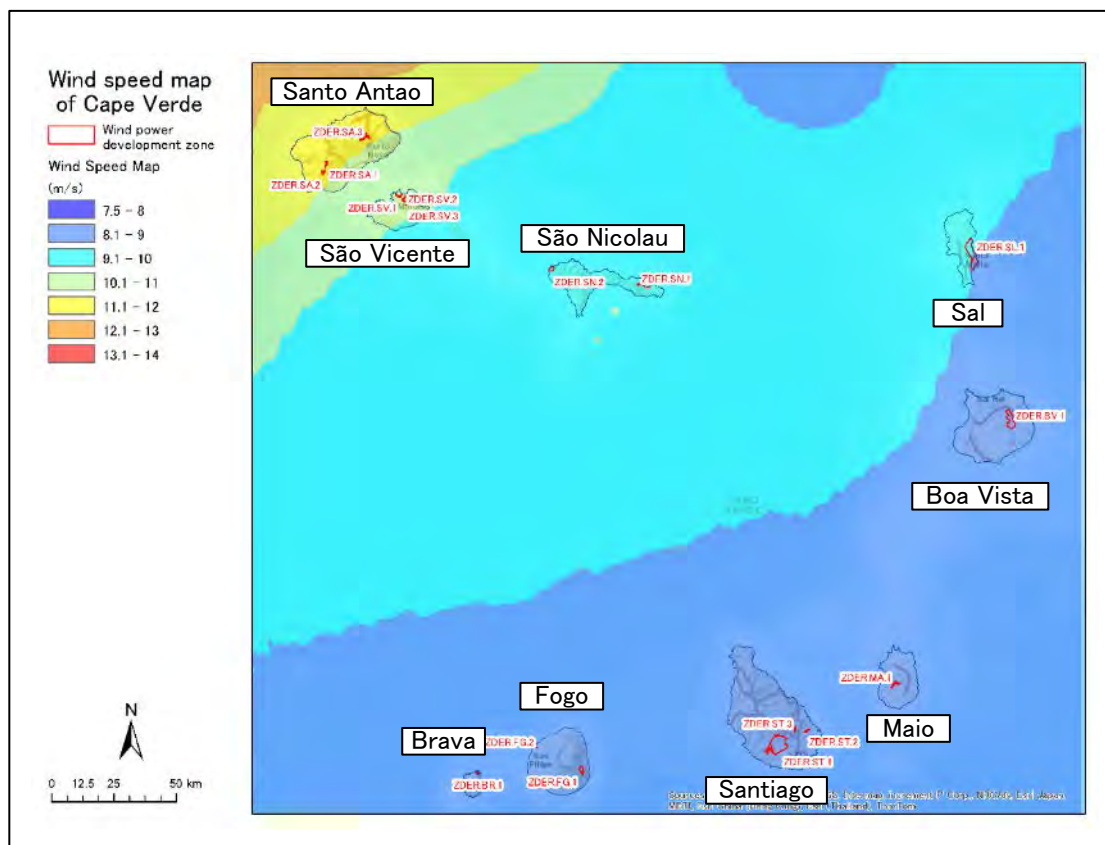 Wind speed map
of Cape Verde
Wind power
development zone
Wind Speed Map
(m/s)
7.5 - 8
8.1 - 9
9.1 - 10
10.1 - 11
11.1 - 12
12.1 - 13
13.1 - 14
N
0 12.5 25 50 km
Santo Antao
ZDER.SA.3
ZDER.SA.1
ZDER.SA.2
ZDER.SV.2
ZDER.SV.1
ZDER.SV.3
São Vicente
São Nicolau
ZDER.SN.2
ZDER.SN.1
ZDER.SL.1
Sal
ZDER.BV.1
Boa Vista
ZDER.MA.1
Maio
ZDER.ST.3
ZDER.ST.2
ZDER.ST.1
Santiago
Fogo
ZDER.FG.2
ZDER.FG.1
Brava
ZDER.BR.1